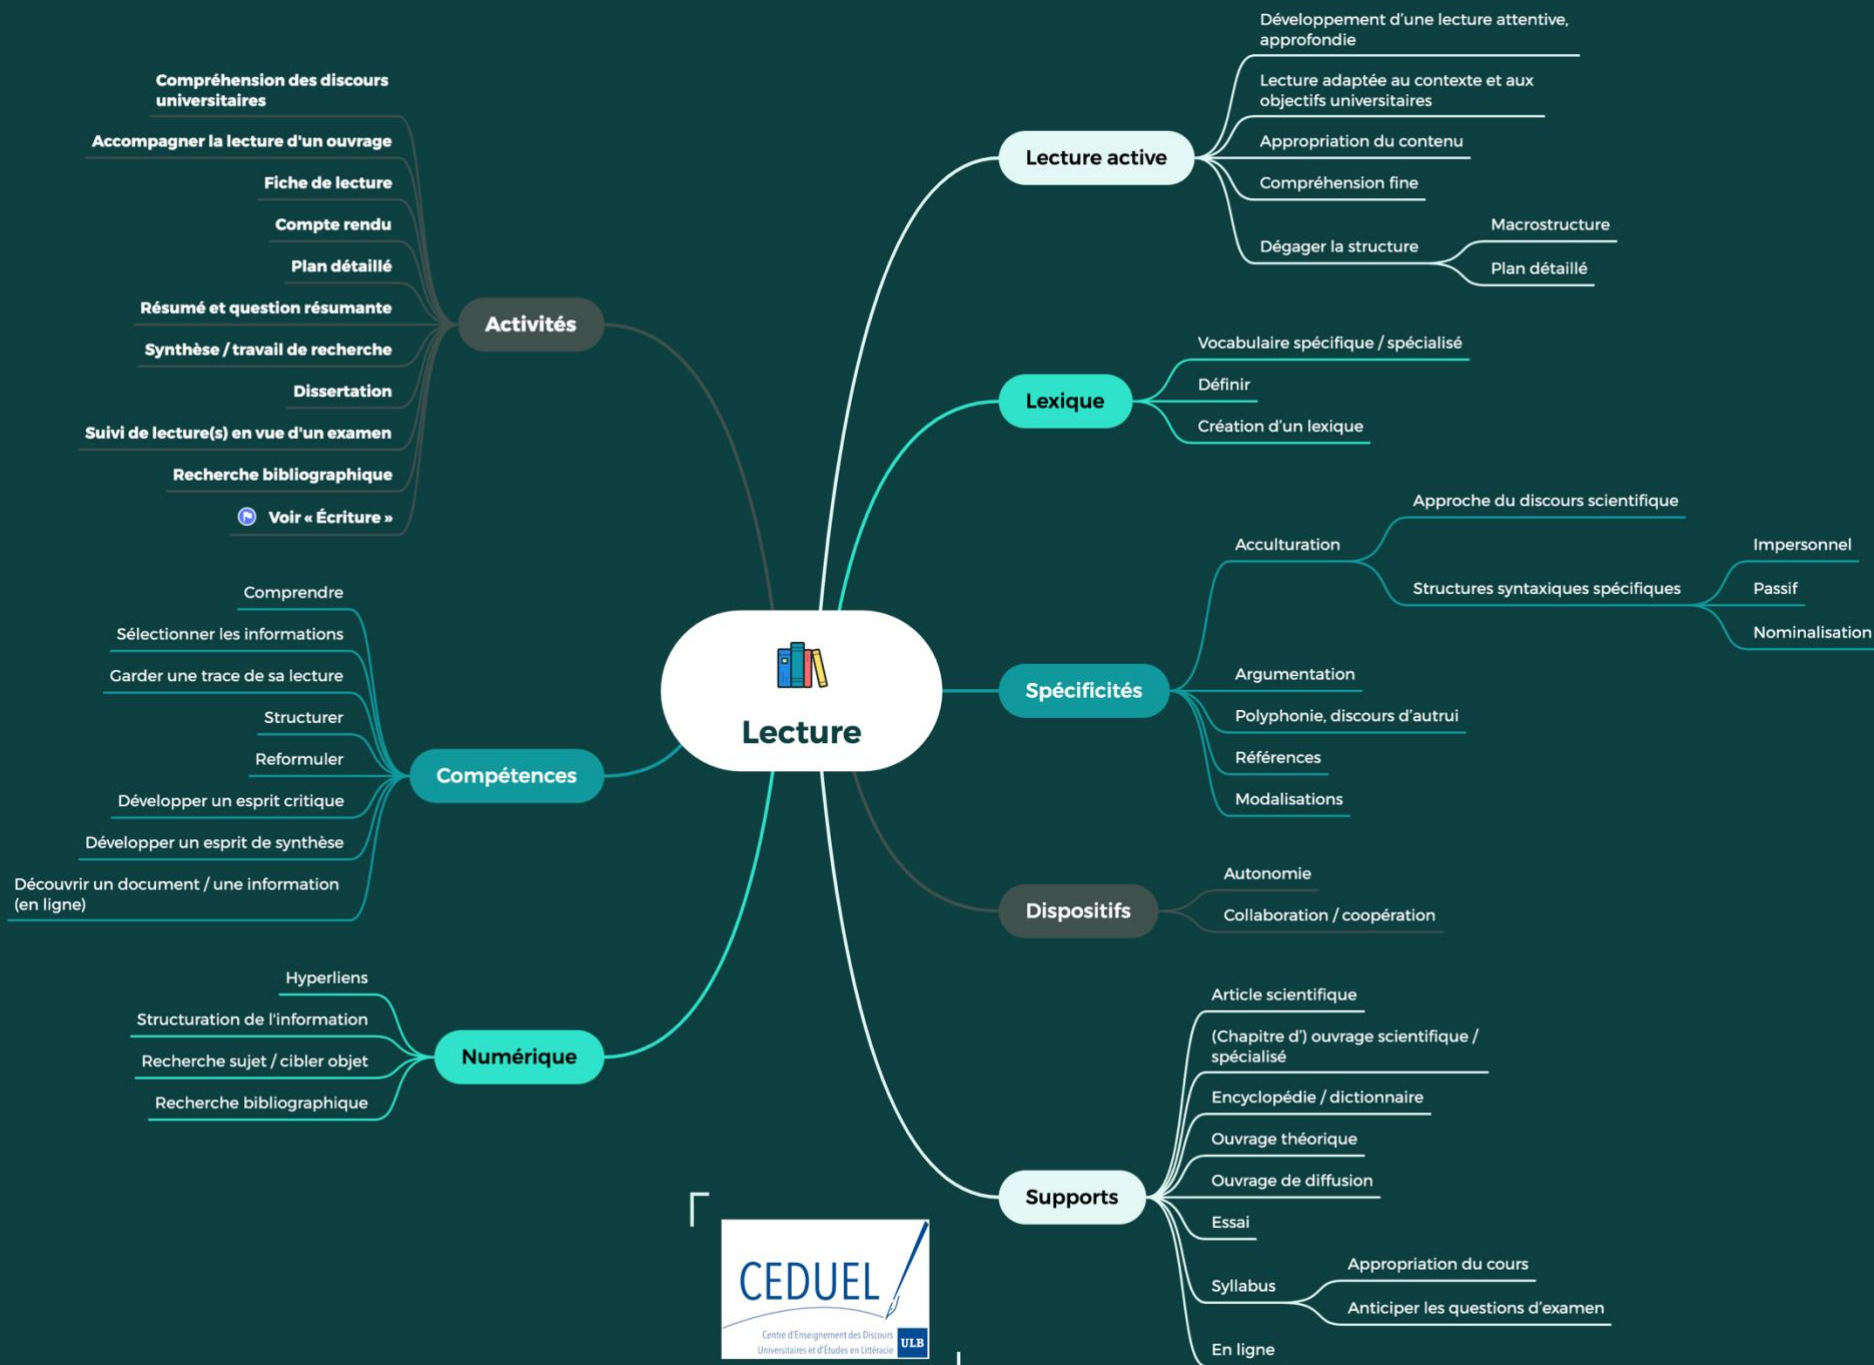 Lecture
Activités
Compréhension des discours
universitaires
Accompagner la lecture d'un ouvrage
Fiche de lecture
Compte rendu
Plan détaillé
Résumé et question résumante
Synthèse / travail de recherche
Dissertation
Suivi de lecture(s) en vue d'un examen
Recherche bibliographique
Voir « Écriture »
Compétences
Comprendre
Sélectionner les informations
Garder une trace de sa lecture
Structurer
Reformuler
Développer un esprit critique
Développer un esprit de synthèse
Découvrir un document / une information
(en ligne)
Numérique
Hyperliens
Structuration de l'information
Recherche sujet / cibler objet
Recherche bibliographique
Lecture active
Développement d’une lecture attentive,
approfondie
Lecture adaptée au contexte et aux
objectifs universitaires
Appropriation du contenu
Compréhension fine
Dégager la structure
Macrostructure
Plan détaillé
Lexique
Vocabulaire spécifique / spécialisé
Définir
Création d’un lexique
Spécificités
Acculturation
Approche du discours scientifique
Structures syntaxiques spécifiques
Impersonnel
Passif
Nominalisation
Argumentation
Polyphonie, discours d’autrui
Références
Modalisations
Dispositifs
Autonomie
Collaboration / coopération
Supports
Article scientifique
(Chapitre d’) ouvrage scientifique /
spécialisé
Encyclopédie / dictionnaire
Ouvrage théorique
Ouvrage de diffusion
Essai
Syllabus
Appropriation du cours
Anticiper les questions d’examen
En ligne
CEDUEL
Centre d'Enseignement des Discours
Universitaires et d'Études en Littéracie
ULB